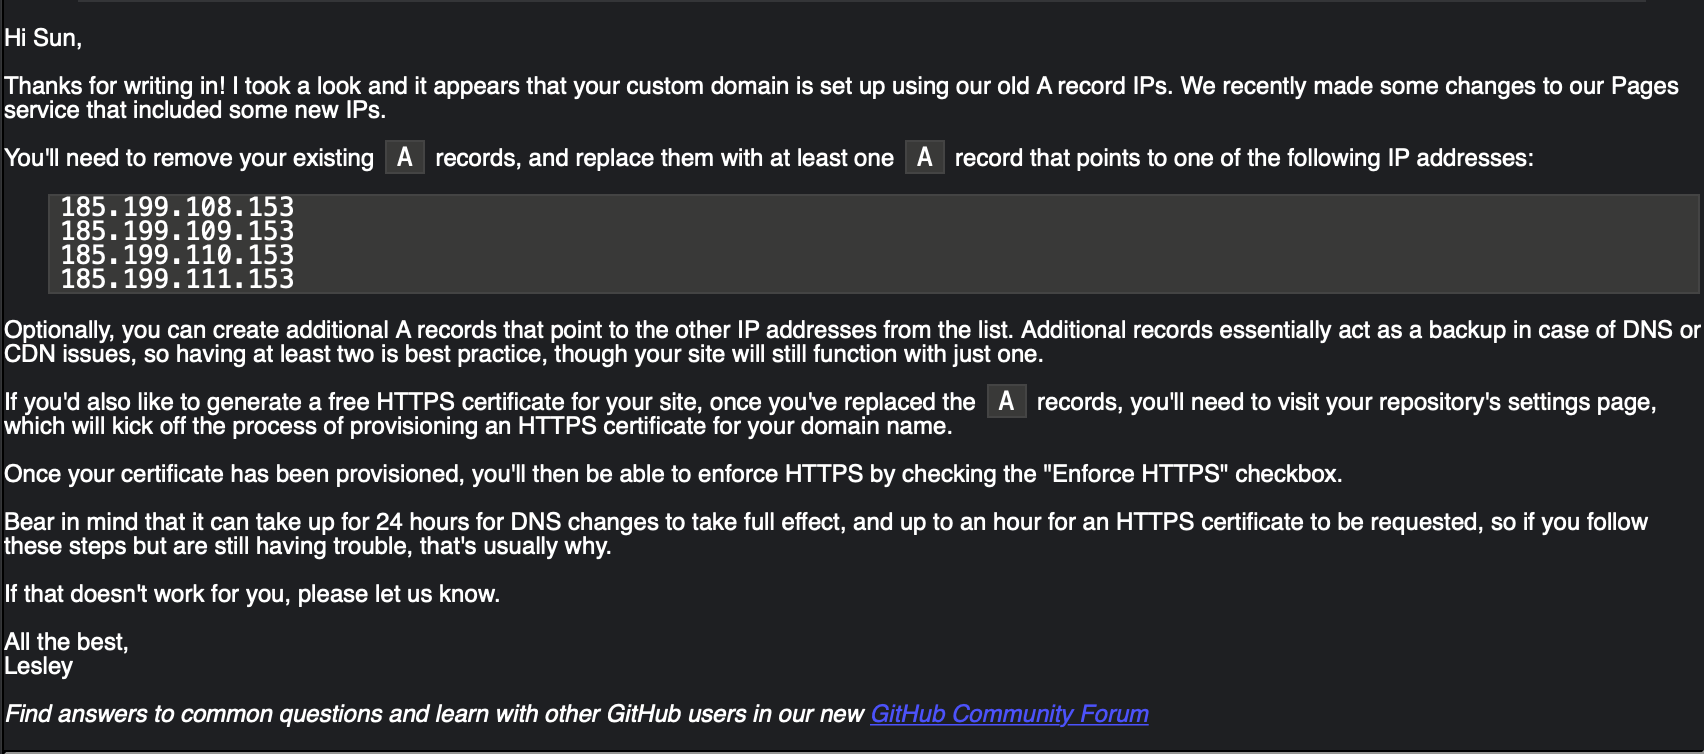 Hi Sun,
Thanks for writing in! I took a look and it appears that your custom domain is set up using our old A record IPs. We recently made some changes to our Pages
service that included some new IPs.
You'll need to remove your existing A records, and replace them with at least one A record that points to one of the following IP addresses:
185.199.108.153
185.199.109.153
185.199.110.153
185.199.111.153
Optionally, you can create additional A records that point to the other IP addresses from the list. Additional records essentially act as a backup in case of DNS or
CDN issues, so having at least two is best practice, though your site will still function with just one.
If you'd also like to generate a free HTTPS certificate for your site, once you've replaced the A records, you'll need to visit your repository's settings page,
which will kick off the process of provisioning an HTTPS certificate for your domain name.
Once your certificate has been provisioned, you'll then be able to enforce HTTPS by checking the "Enforce HTTPS" checkbox.
Bear in mind that it can take up for 24 hours for DNS changes to take full effect, and up to an hour for an HTTPS certificate to be requested, so if you follow
these steps but are still having trouble, that's usually why.
If that doesn't work for you, please let us know.
All the best,
Lesley
Find answers to common questions and learn with other GitHub users in our new GitHub Community Forum